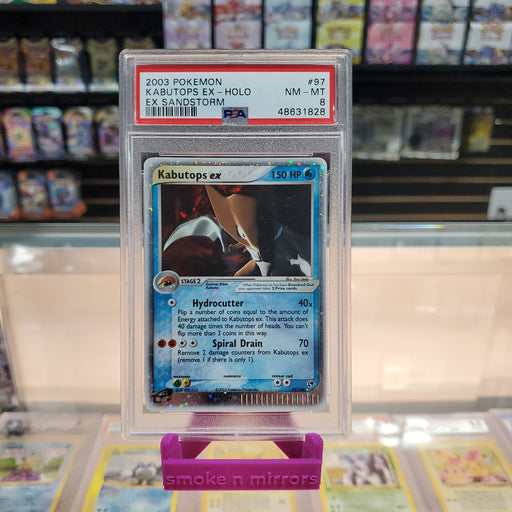 2003 POKEMON #97
KABUTOPS EX-HOLO NM-MT
EX SANDSTORM PSA 8
48631828
Kabutops ex 150 HP
STAGE 2
Evolves from
Kabuto
When Pokémon-ex has been Knocked Out
your opponent takes 2 Prize cards.
Hydrocutter 40x
Flip a number of coins equal to the amount of
Energy attached to Kabutops ex. This attack does
40 damage times the number of heads. You can't
flip more than 3 coins in this way.
Spiral Drain 70
Remove 2 damage counters from Kabutops ex
(remove 1 if there is only 1).
weakness resistance retreat cost
smoke n mirrors